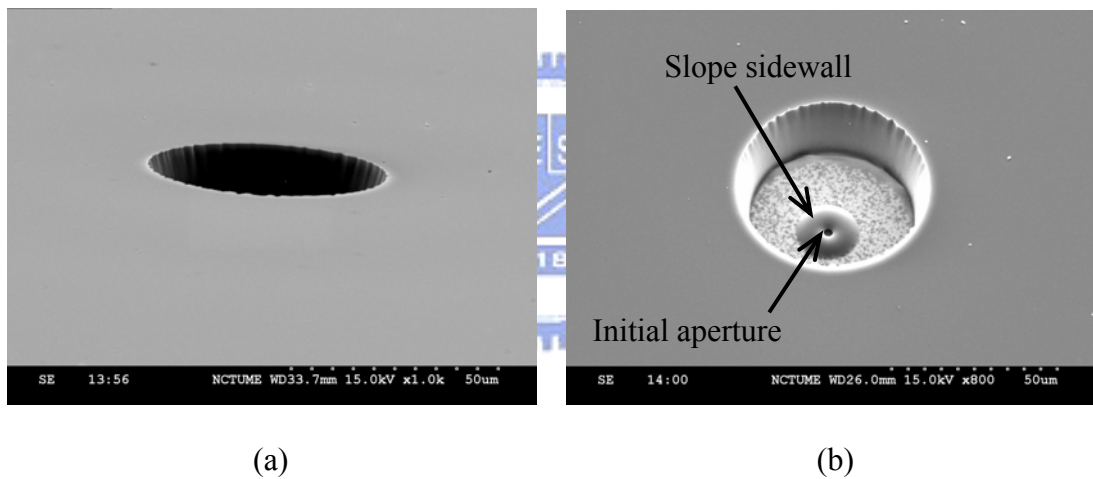 Slope sidewall
Initial aperture
SE 13:56 NCTUME WD33.7mm 15.0kV x1.0k 50um
SE 14:00 NCTUME WD26.0mm 15.0kV x800 50um
(a)
(b)